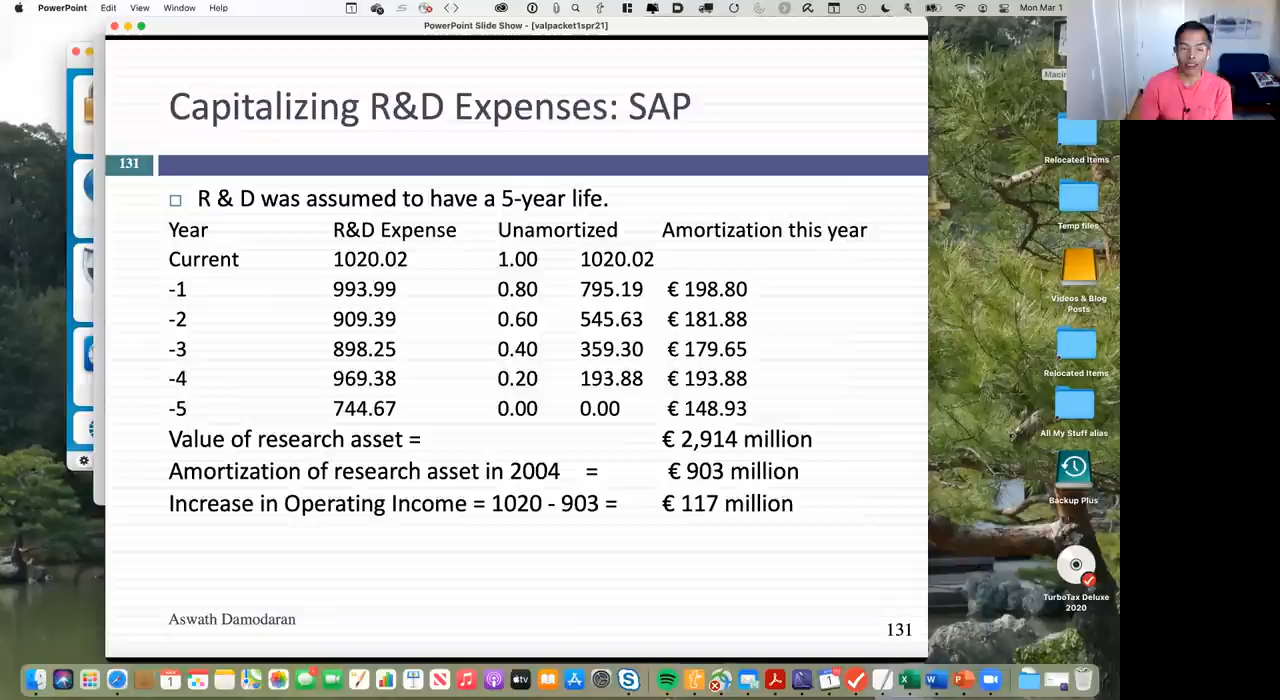 PowerPoint Edit View Window Help
Mon Mar 1
PowerPoint Slide Show - [valpacket1spr21]
Capitalizing R&D Expenses: SAP
131
R & D was assumed to have a 5-year life.
Year R&D Expense Unamortized Amortization this year
Current 1020.02 1.00 1020.02
-1 993.99 0.80 795.19 € 198.80
-2 909.39 0.60 545.63 € 181.88
-3 898.25 0.40 359.30 € 179.65
-4 969.38 0.20 193.88 € 193.88
-5 744.67 0.00 0.00 € 148.93
Value of research asset = € 2,914 million
Amortization of research asset in 2004 = € 903 million
Increase in Operating Income = 1020 - 903 = € 117 million
Aswath Damodaran
131
Relocated Items
Temp files
Videos & Blog
Posts
Relocated Items
All My Stuff alias
Backup Plus
TurboTax Deluxe
2020